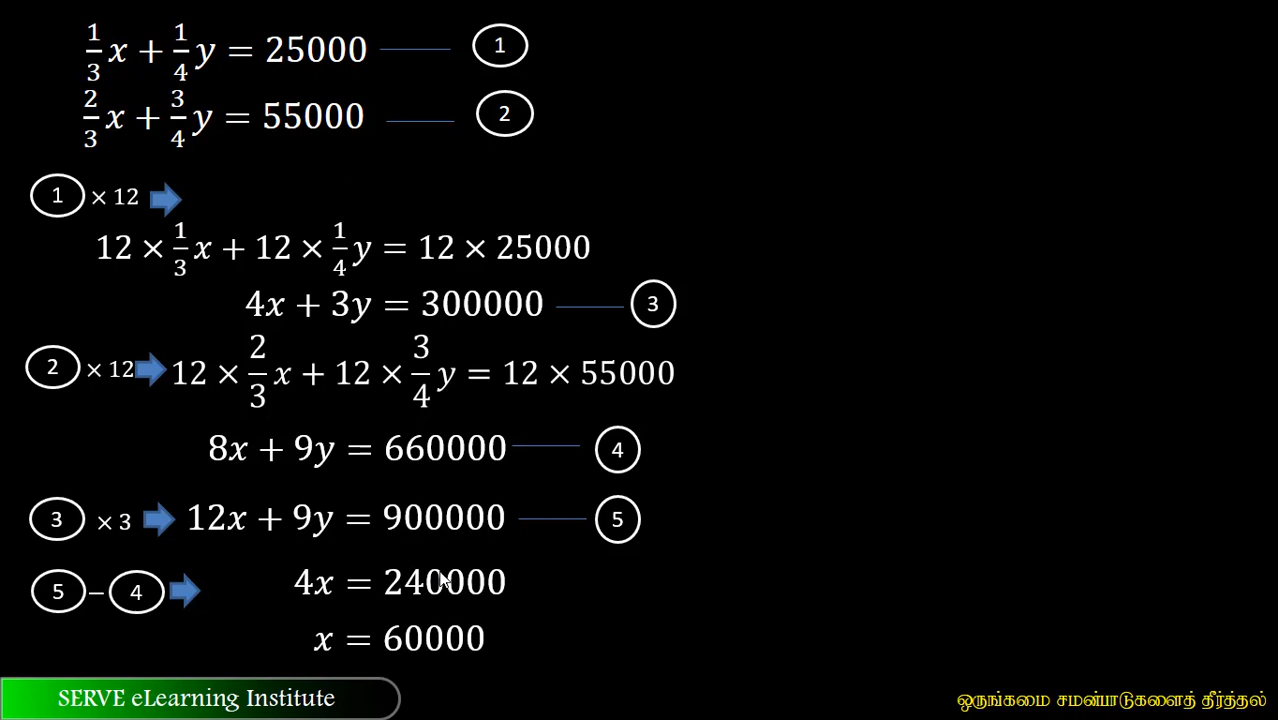 1/3 x + 1/4 y = 25000 1
2/3 x + 3/4 y = 55000 2
1 × 12
12 × 1/3 x + 12 × 1/4 y = 12 × 25000
4x + 3y = 300000 3
2 × 12 12 × 2/3 x + 12 × 3/4 y = 12 × 55000
8x + 9y = 660000 4
3 × 3 12x + 9y = 900000 5
5 – 4 4x = 240000
x = 60000
SERVE eLearning Institute
ஒருங்கமை சமன்பாடுகளைத் தீர்த்தல்